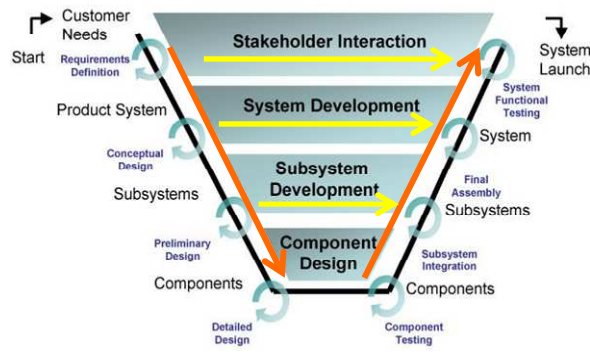 Customer
Needs
Start
Requirements
Definition
Product System
Conceptual
Design
Subsystems
Preliminary
Design
Components
Detailed
Design
Stakeholder Interaction
System Development
Subsystem
Development
Component
Design
System
Launch
System
Functional
Testing
System
Final
Assembly
Subsystems
Subsystem
Integration
Components
Component
Testing